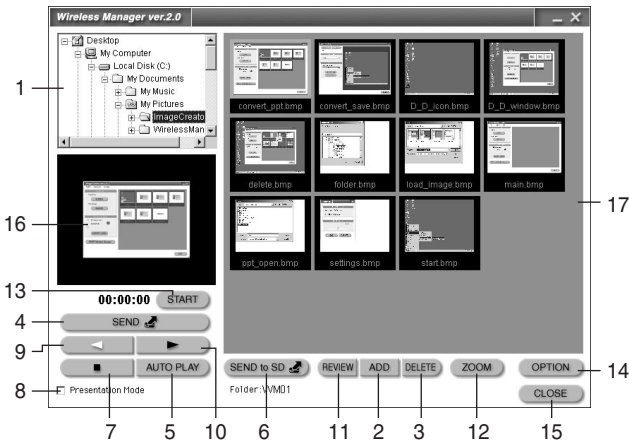 Wireless Manager ver.2.0
Desktop
My Computer
Local Disk (C:)
My Documents
My Music
My Pictures
ImageCreato
WirelessMan
1
convert_ppt.bmp
convert_save.bmp
D_D_icon.bmp
D_D_window.bmp
delete.bmp
folder.bmp
load_image.bmp
main.bmp
17
16
ppt_open.bmp
settings.bmp
start.bmp
13
00:00:00
START
4
SEND
9
AUTO PLAY
SEND to SD
REVIEW
ADD
DELETE
ZOOM
OPTION
14
8
Presentation Mode
Folder:VVM01
CLOSE
7
5
10
6
11
2
3
12
15